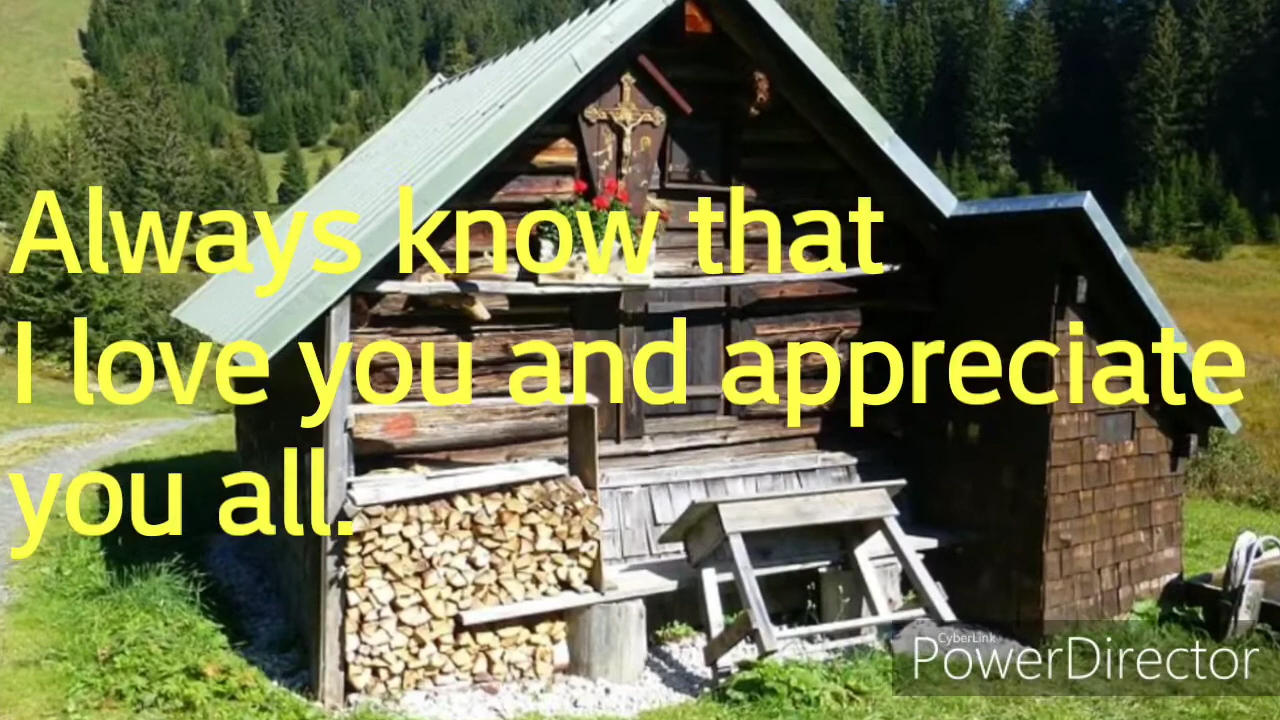 Always know that
I love you and appreciate
you all.
CyberLink
PowerDirector